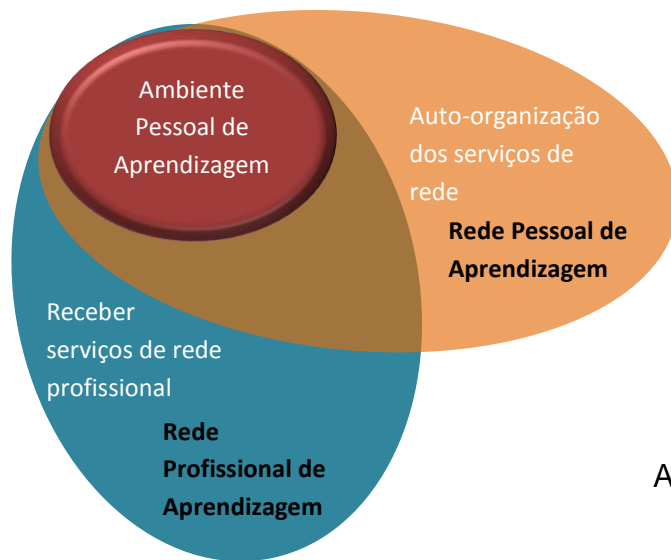 Ambiente
Pessoal de
Aprendizagem
Auto-organização
dos serviços de
rede
Rede Pessoal de
Aprendizagem
Receber
serviços de rede
profissional
Rede
Profissional de
Aprendizagem
A